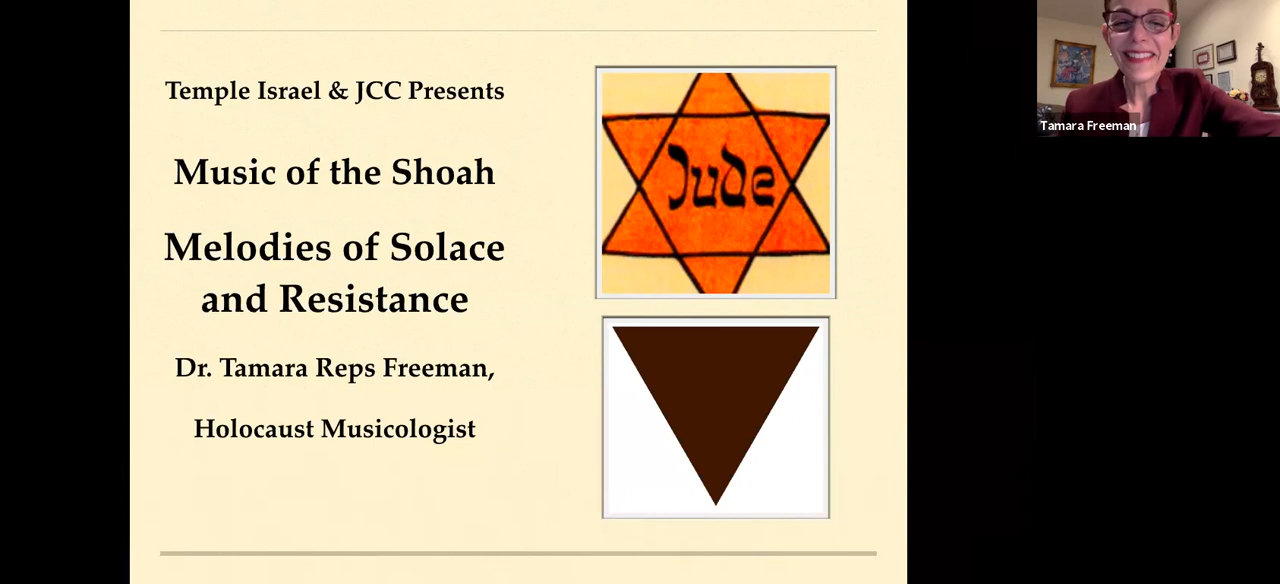 Temple Israel & JCC Presents
Music of the Shoah
Melodies of Solace
and Resistance
Dr. Tamara Reps Freeman,
Holocaust Musicologist
Jude
Tamara Freeman